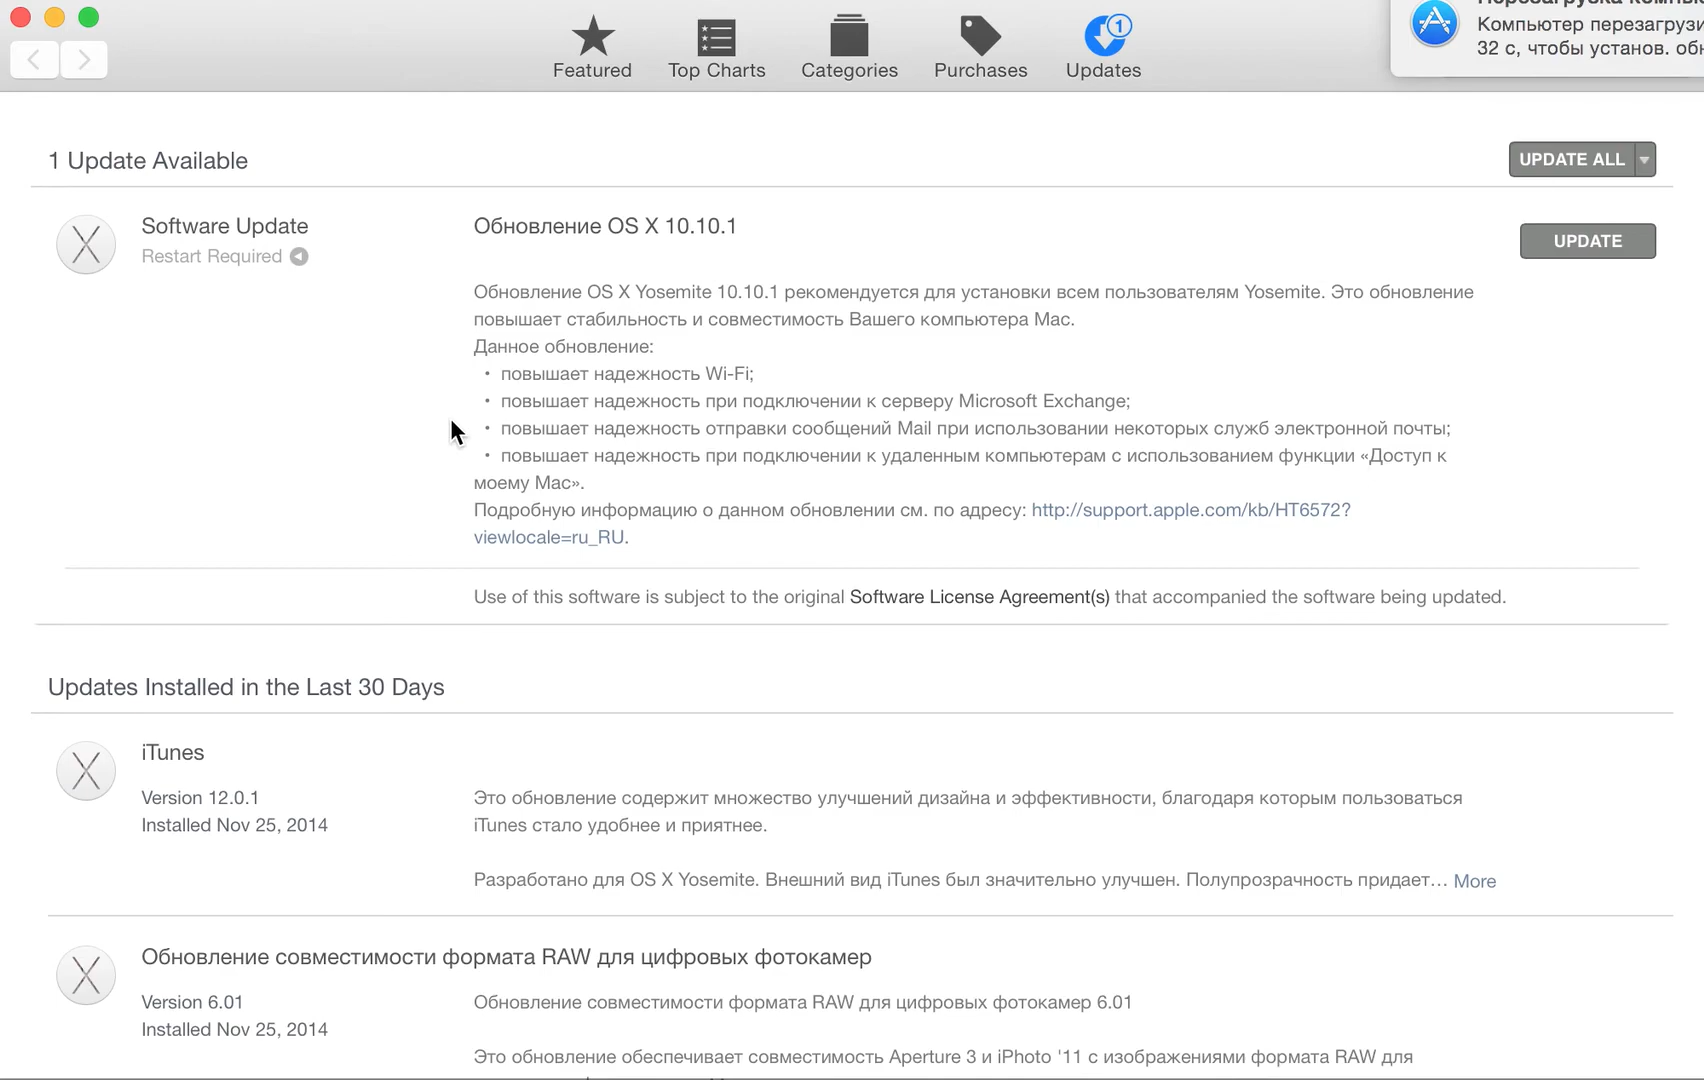 Featured
Top Charts
Categories
Purchases
1
Updates
Компьютер
32 с, чтобы установ.
1 Update Available
UPDATE ALL
Software Update
Restart Required
Обновление OS X 10.10.1
UPDATE
Обновление OS X Yosemite 10.10.1 рекомендуется для установки всем пользователям Yosemite. Это обновление
повышает стабильность и совместимость Вашего компьютера Mac.
Данное обновление:
• повышает надежность Wi-Fi;
• повышает надежность при подключении к серверу Microsoft Exchange;
• повышает надежность отправки сообщений Mail при использовании некоторых служб электронной почты;
• повышает надежность при подключении к удаленным компьютерам с использованием функции «Доступ к
моему Mac».
Подробную информацию о данном обновлении см. по адресу: http://support.apple.com/kb/HT6572?
viewlocale=ru_RU.
Use of this software is subject to the original Software License Agreement(s) that accompanied the software being updated.
Updates Installed in the Last 30 Days
iTunes
Version 12.0.1
Installed Nov 25, 2014
Это обновление содержит множество улучшений дизайна и эффективности, благодаря которым пользоваться
iTunes стало удобнее и приятнее.
Разработано для OS X Yosemite. Внешний вид iTunes был значительно улучшен. Полупрозрачность придает… More
Обновление совместимости формата RAW для цифровых фотокамер
Version 6.01
Installed Nov 25, 2014
Обновление совместимости формата RAW для цифровых фотокамер 6.01
Это обновление обеспечивает совместимость Aperture 3 и iPhoto '11 с изображениями формата RAW для